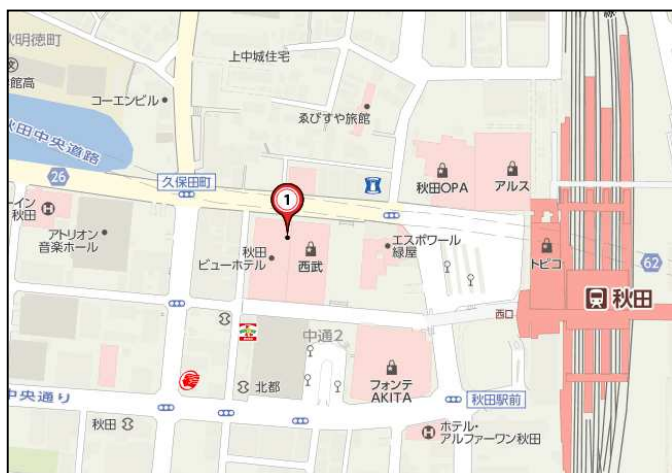 秋明徳町
館高
上中城住宅
コーエンビル
ゑびすや旅館
秋田中央道路
26
久保田町
秋田OPA
アルス
イン
秋田
アトリオン
音楽ホール
1
秋田
ビューホテル
西武
エスポワール
緑屋
トピコ
62
秋田
西口
中通2
北都
フォンテ
AKITA
中央通り
秋田駅前
秋田
ホテル・
アルファーワン秋田